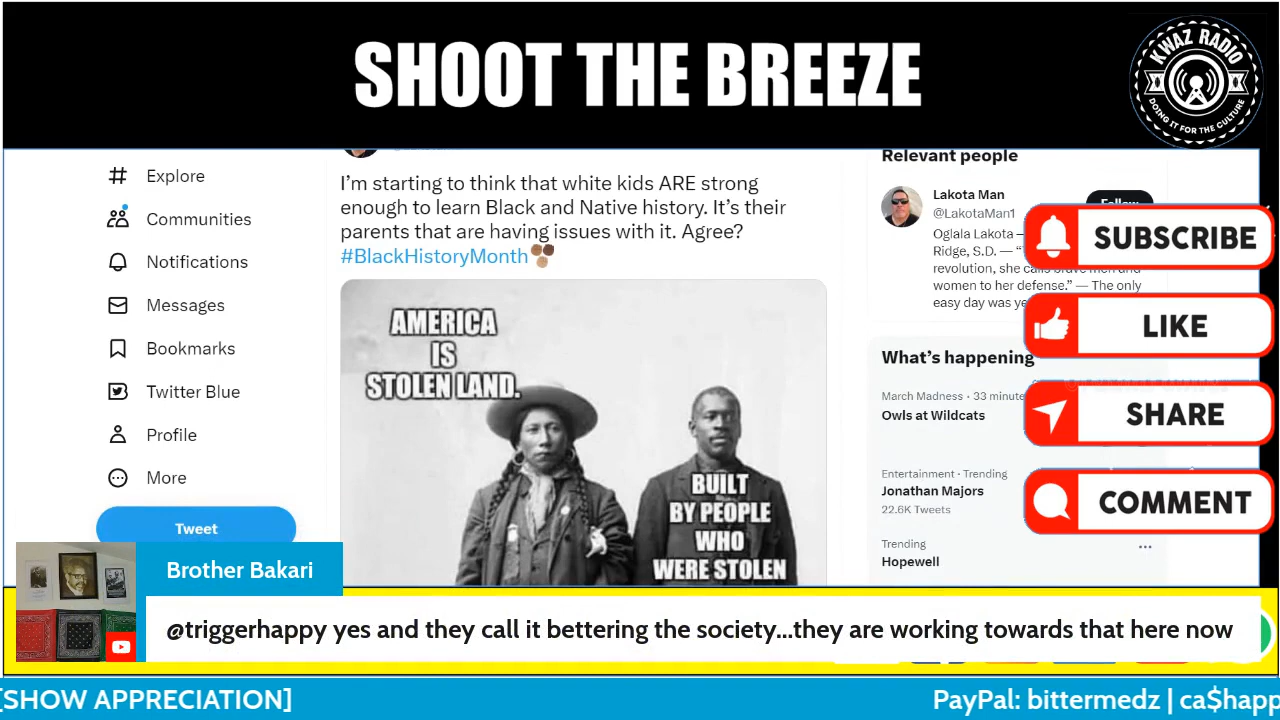 SHOOT THE BREEZE
KWAZ RADIO
DOING IT FOR THE CULTURE
Explore
Communities
Notifications
Messages
Bookmarks
Twitter Blue
Profile
More
Tweet
I’m starting to think that white kids ARE strong
enough to learn Black and Native history. It’s their
parents that are having issues with it. Agree?
#BlackHistoryMonth
AMERICA
IS
STOLEN LAND.
BUILT
BY PEOPLE
WHO
WERE STOLEN
Relevant people
Lakota Man
@LakotaMan1
Oglala Lakota —
Ridge, S.D. — “
revolution, she calls brave men and
women to her defense.” — The only
easy day was
What’s happening
March Madness · 33 minute
Owls at Wildcats
Entertainment · Trending
Jonathan Majors
22.6K Tweets
Trending
Hopewell
SUBSCRIBE
LIKE
SHARE
COMMENT
Brother Bakari
@triggerhappy yes and they call it bettering the society...they are working towards that here now
[SHOW APPRECIATION]
PayPal: bittermedz | ca$happ